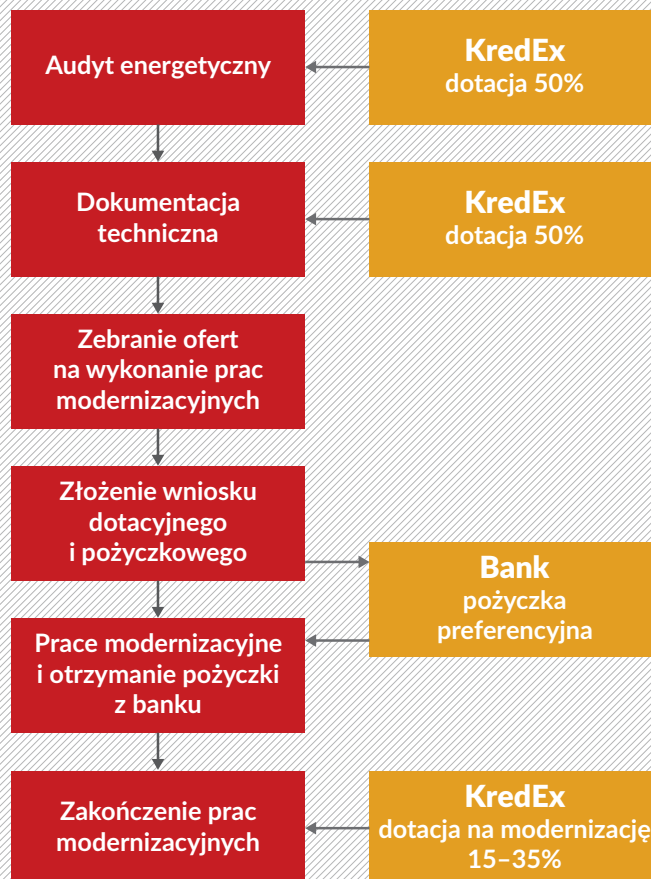 Audyt energetyczny
KredEx
dotacja 50%
Dokumentacja
techniczna
KredEx
dotacja 50%
Zebranie ofert
na wykonanie prac
modernizacyjnych
Złożenie wniosku
dotacyjnego
i pożyczkowego
Bank
pożyczka
preferencyjna
Prace modernizacyjne
i otrzymanie pożyczki
z banku
Zakończenie prac
modernizacyjnych
KredEx
dotacja na modernizację
15–35%